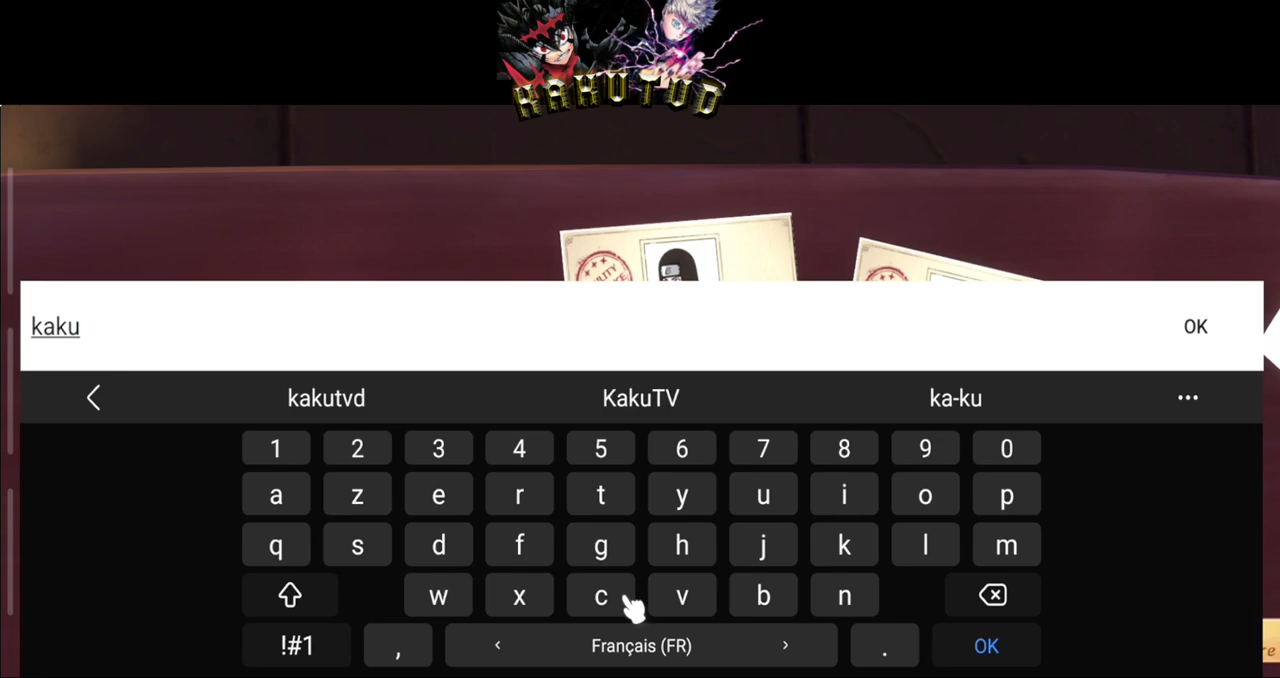 KAKUTVD
kaku OK
kakutvd KakuTV ka-ku ...
1 2 3 4 5 6 7 8 9 0
a z e r t y u i o p
q s d f g h j k l m
w x c v b n
!#1 , < Français (FR) > . OK